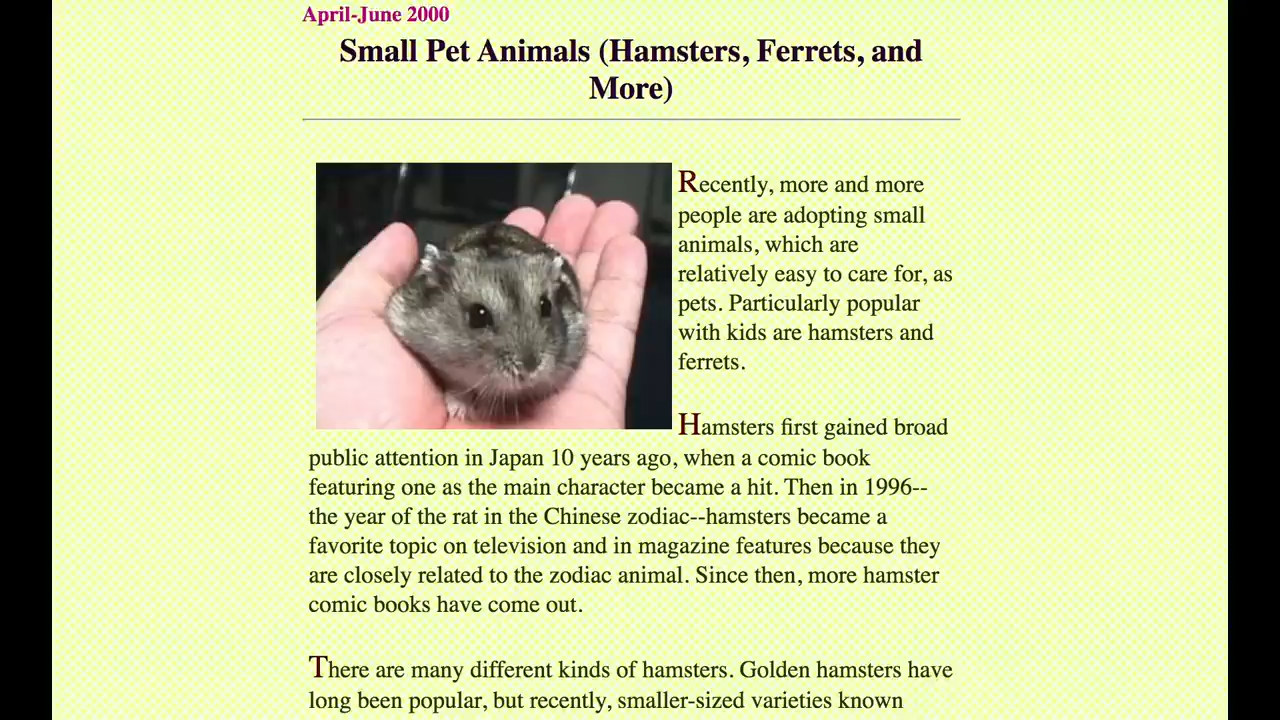 April-June 2000
Small Pet Animals (Hamsters, Ferrets, and
More)
Recently, more and more
people are adopting small
animals, which are
relatively easy to care for, as
pets. Particularly popular
with kids are hamsters and
ferrets.
Hamsters first gained broad
public attention in Japan 10 years ago, when a comic book
featuring one as the main character became a hit. Then in 1996--
the year of the rat in the Chinese zodiac--hamsters became a
favorite topic on television and in magazine features because they
are closely related to the zodiac animal. Since then, more hamster
comic books have come out.
There are many different kinds of hamsters. Golden hamsters have
long been popular, but recently, smaller-sized varieties known